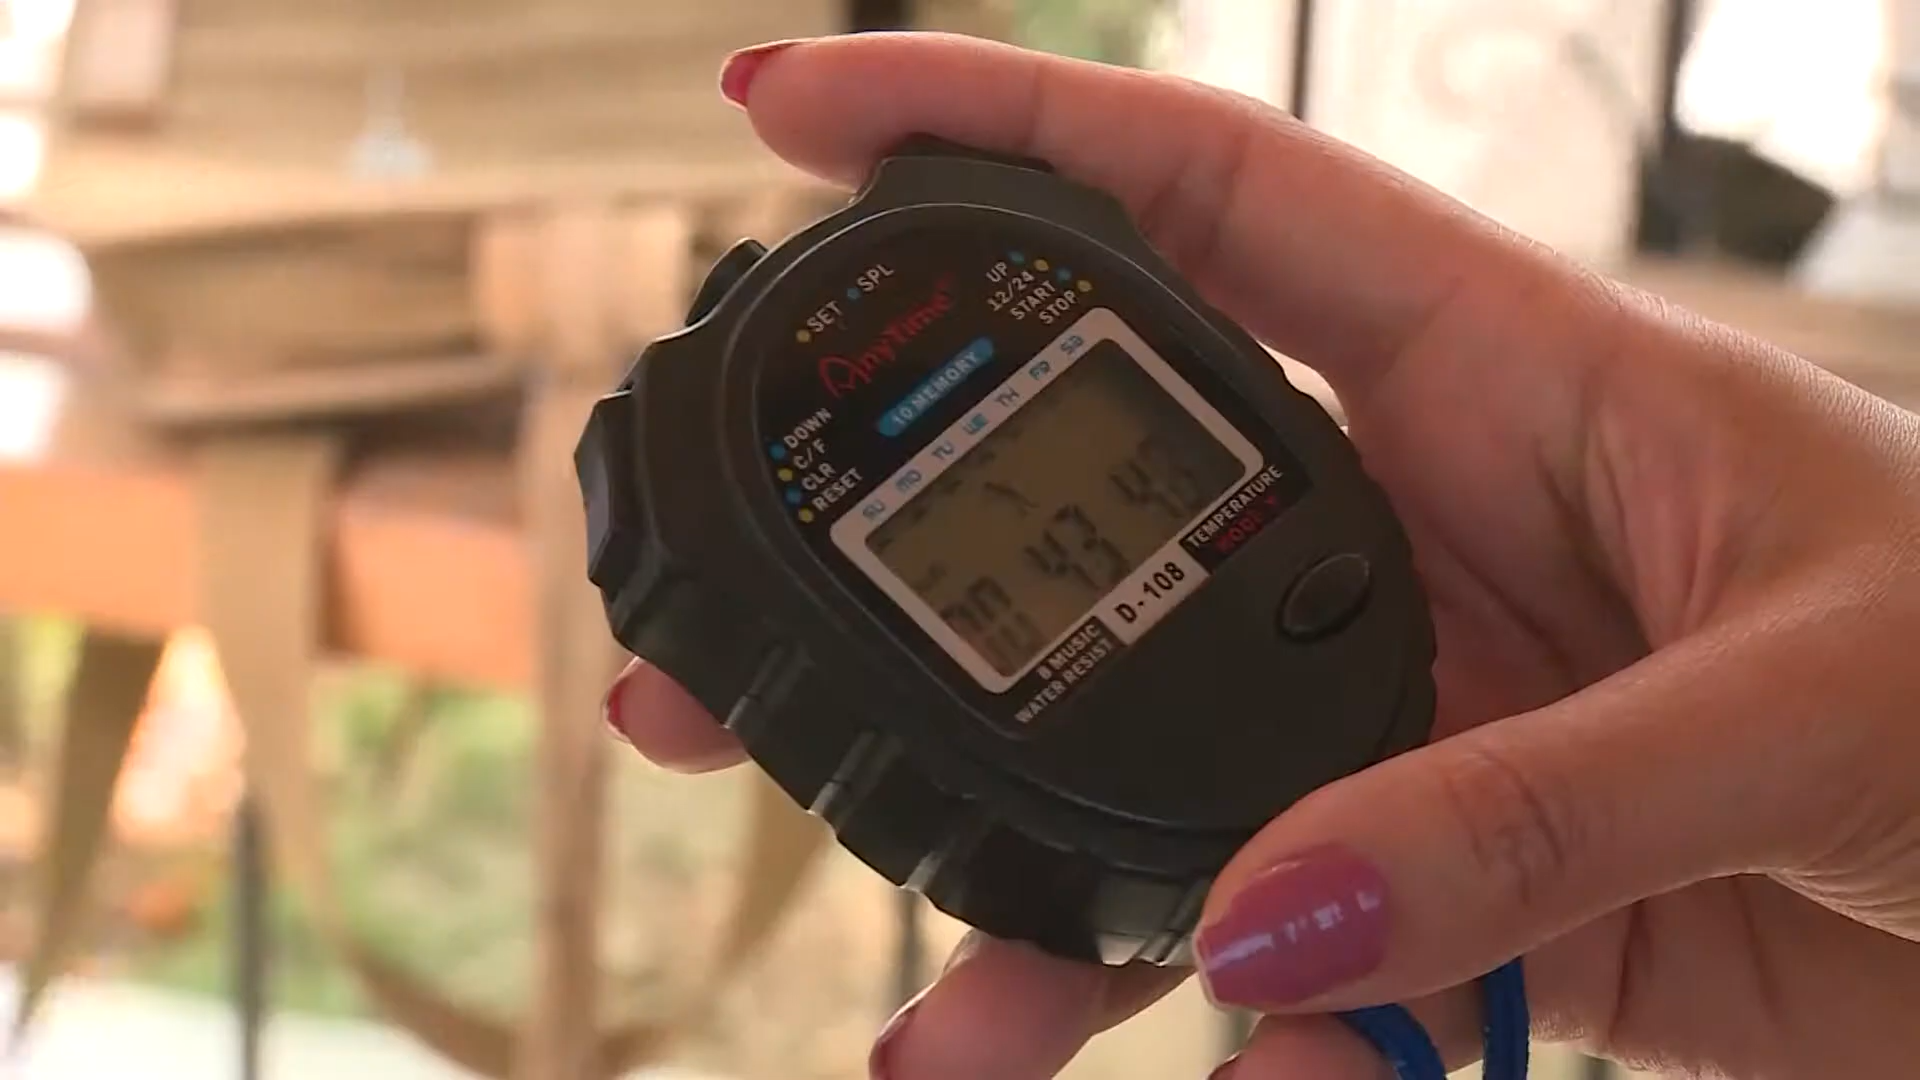 SET SPL
UP
12/24
START
STOP
AnyTime
10 MEMORY
DOWN
C/F
CLR
RESET
SU MO TU WE TH FR SA
43
TEMPERATURE
D-108
8 MUSIC
WATER RESIST